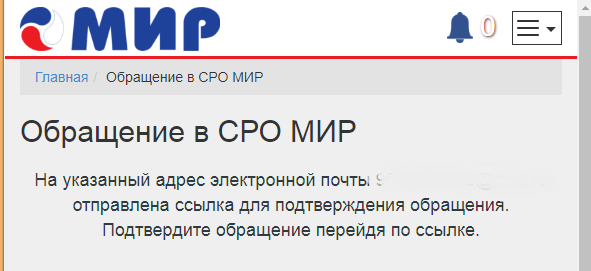 МИР
0
Главная / Обращение в СРО МИР
Обращение в СРО МИР
На указанный адрес электронной почты
отправлена ссылка для подтверждения обращения.
Подтвердите обращение перейдя по ссылке.